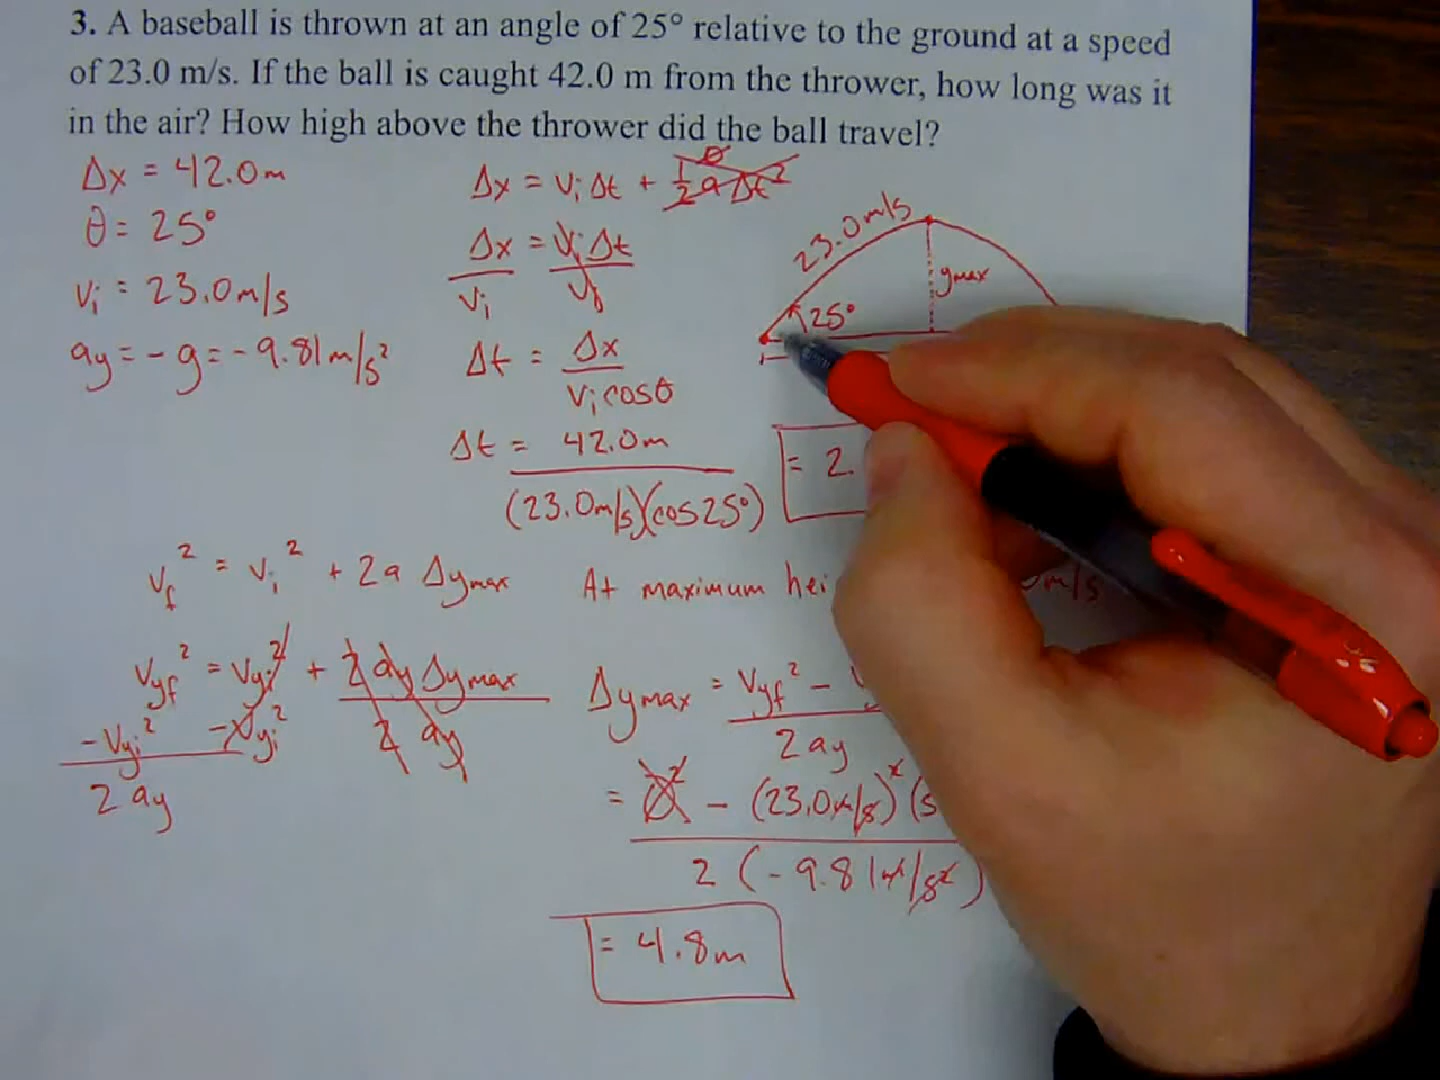 3. A baseball is thrown at an angle of 25° relative to the ground at a speed
of 23.0 m/s. If the ball is caught 42.0 m from the thrower, how long was it
in the air? How high above the thrower did the ball travel?
Δx = 42.0m
θ = 25°
vᵢ = 23.0m/s
ay = -g = -9.81m/s²
Δx = vᵢΔt + ½aΔt² 0
Δx = vᵢΔt
vᵢ vᵢ
Δt = Δx
vᵢcosθ
Δt = 42.0m
(23.0m/s)(cos25°)
= 2.
23.0m/s
ymax
25°
vf² = vᵢ² + 2a Δymax
At maximum
m/s
vyf² = vyi² + 2ayΔymax
-vyi² -vyi² 2 ay
2ay
Δymax = vyf² -
2ay
= 0² - (23.0m/s)²
2(-9.81m/s²)
= 4.8m